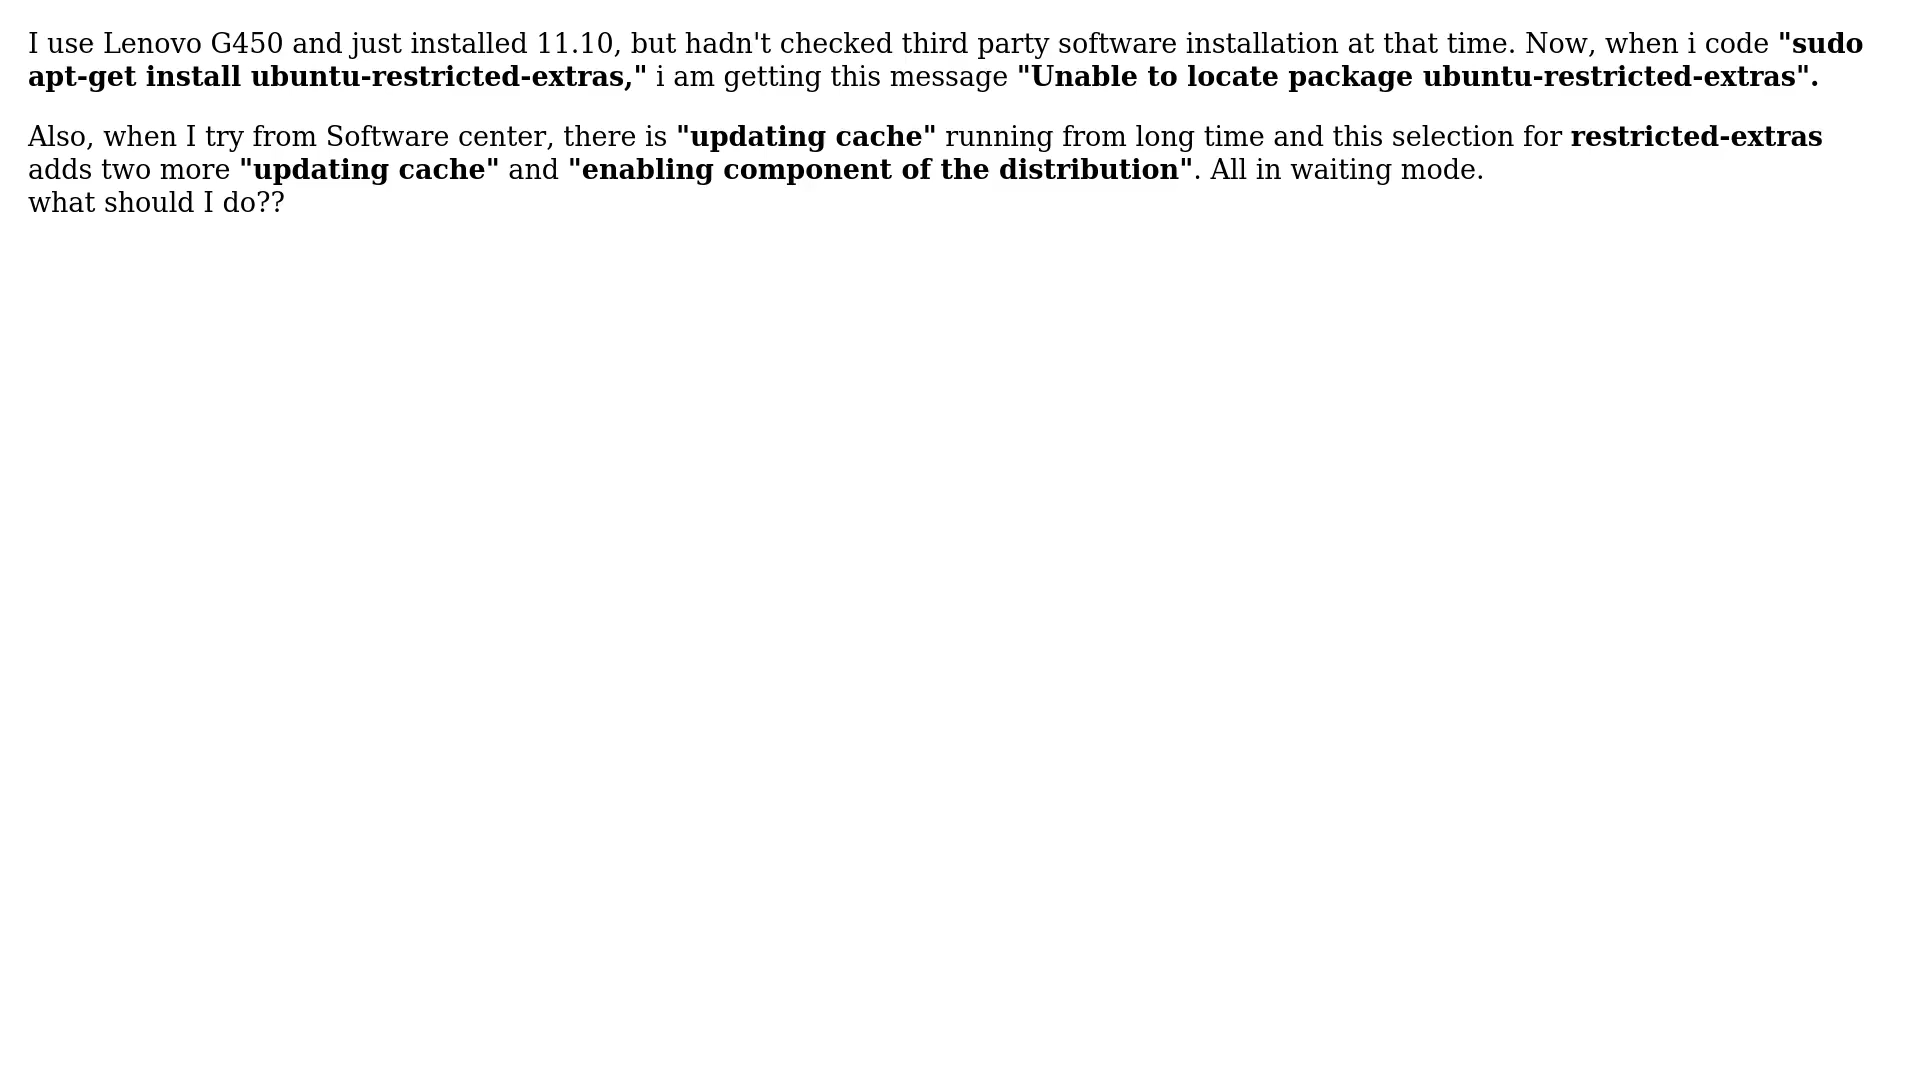 I use Lenovo G450 and just installed 11.10, but hadn't checked third party software installation at that time. Now, when i code "sudo
apt-get install ubuntu-restricted-extras," i am getting this message "Unable to locate package ubuntu-restricted-extras".
Also, when I try from Software center, there is "updating cache" running from long time and this selection for restricted-extras
adds two more "updating cache" and "enabling component of the distribution". All in waiting mode.
what should I do??